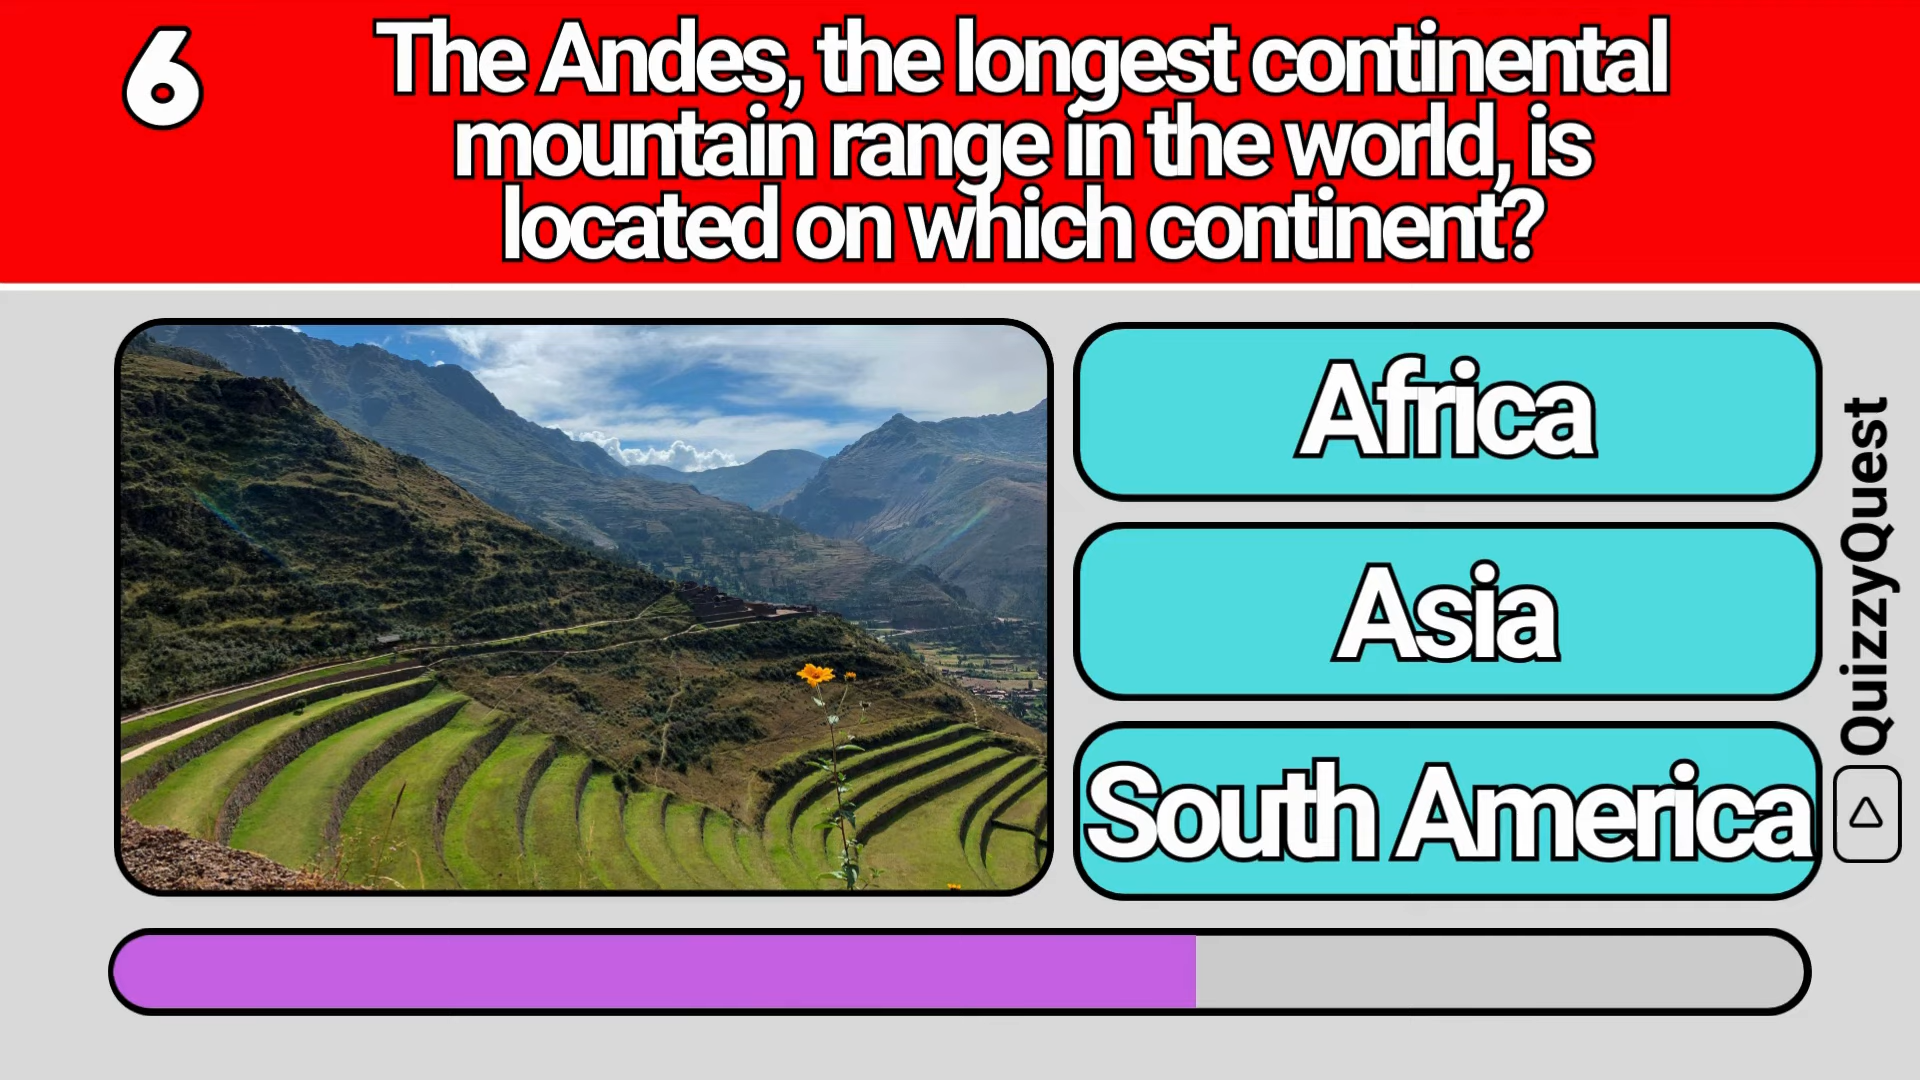 6
The Andes, the longest continental
mountain range in the world, is
located on which continent?
Africa
Asia
South America
QuizzyQuest